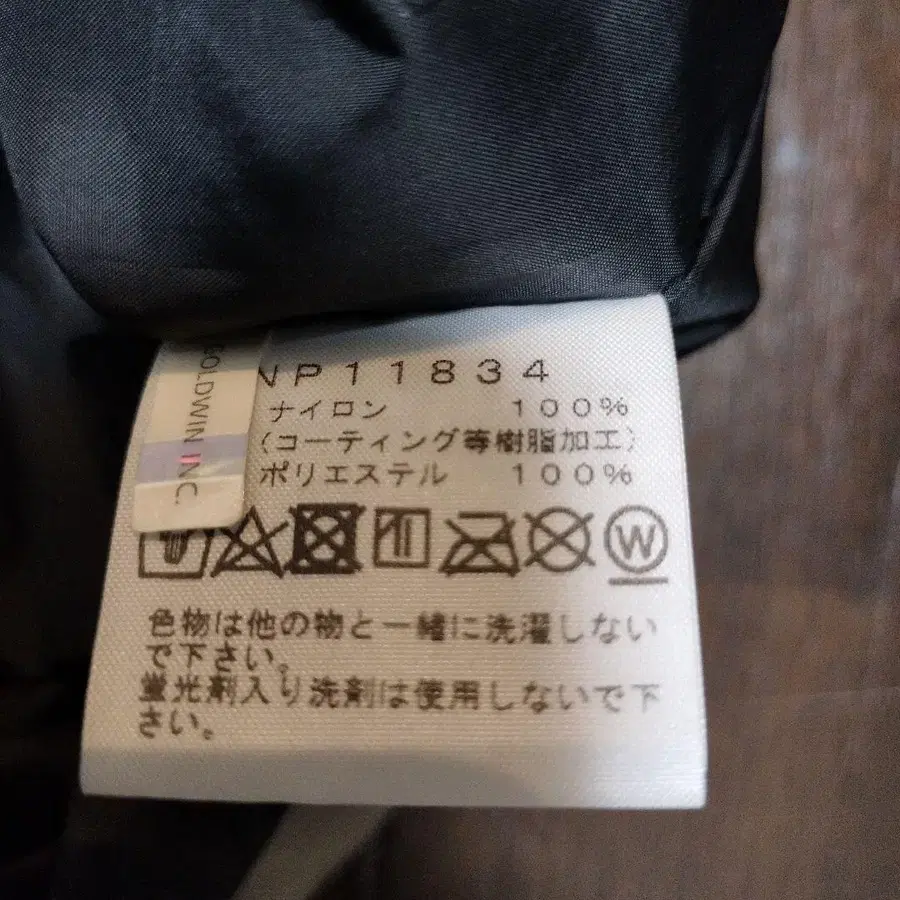 GOLDWIN INC.
NP11834
ナイロン 100%
(コーティング等樹脂加工)
ポリエステル 100%
W
色物は他の物と一緒に洗濯しない
で下さい。
蛍光剤入り洗剤は使用しないで下
さい。